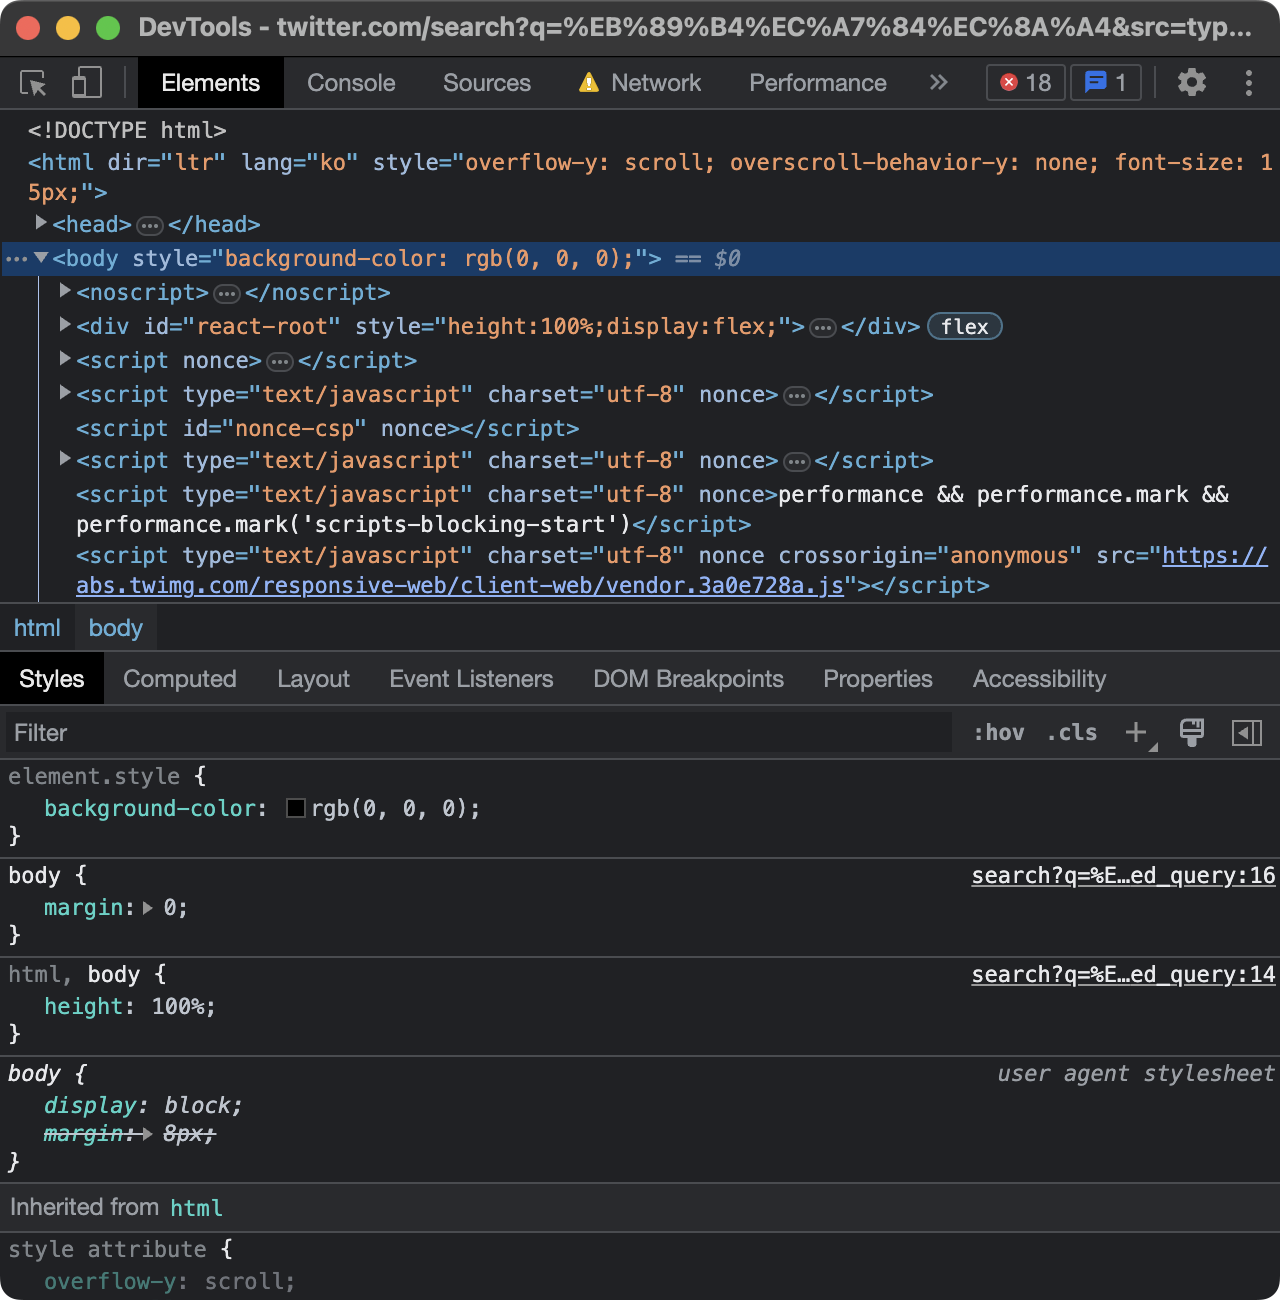 DevTools - twitter.com/search?q=%EB%89%B4%EC%A7%84%EC%8A%A4&src=typ...
Elements Console Sources Network Performance » 18 1
<!DOCTYPE html>
<html dir="ltr" lang="ko" style="overflow-y: scroll; overscroll-behavior-y: none; font-size: 1
5px;">
<head> … </head>
… <body style="background-color: rgb(0, 0, 0);"> == $0
<noscript> … </noscript>
<div id="react-root" style="height:100%;display:flex;"> … </div> flex
<script nonce> … </script>
<script type="text/javascript" charset="utf-8" nonce> … </script>
<script id="nonce-csp" nonce></script>
<script type="text/javascript" charset="utf-8" nonce> … </script>
<script type="text/javascript" charset="utf-8" nonce>performance && performance.mark &&
performance.mark('scripts-blocking-start')</script>
<script type="text/javascript" charset="utf-8" nonce crossorigin="anonymous" src="https://
abs.twimg.com/responsive-web/client-web/vendor.3a0e728a.js"></script>
html body
Styles Computed Layout Event Listeners DOM Breakpoints Properties Accessibility
Filter :hov .cls +
element.style {
background-color: rgb(0, 0, 0);
}
body { search?q=%E…ed_query:16
margin: 0;
}
html, body { search?q=%E…ed_query:14
height: 100%;
}
body { user agent stylesheet
display: block;
margin: 8px;
}
Inherited from html
style attribute {
overflow-y: scroll;